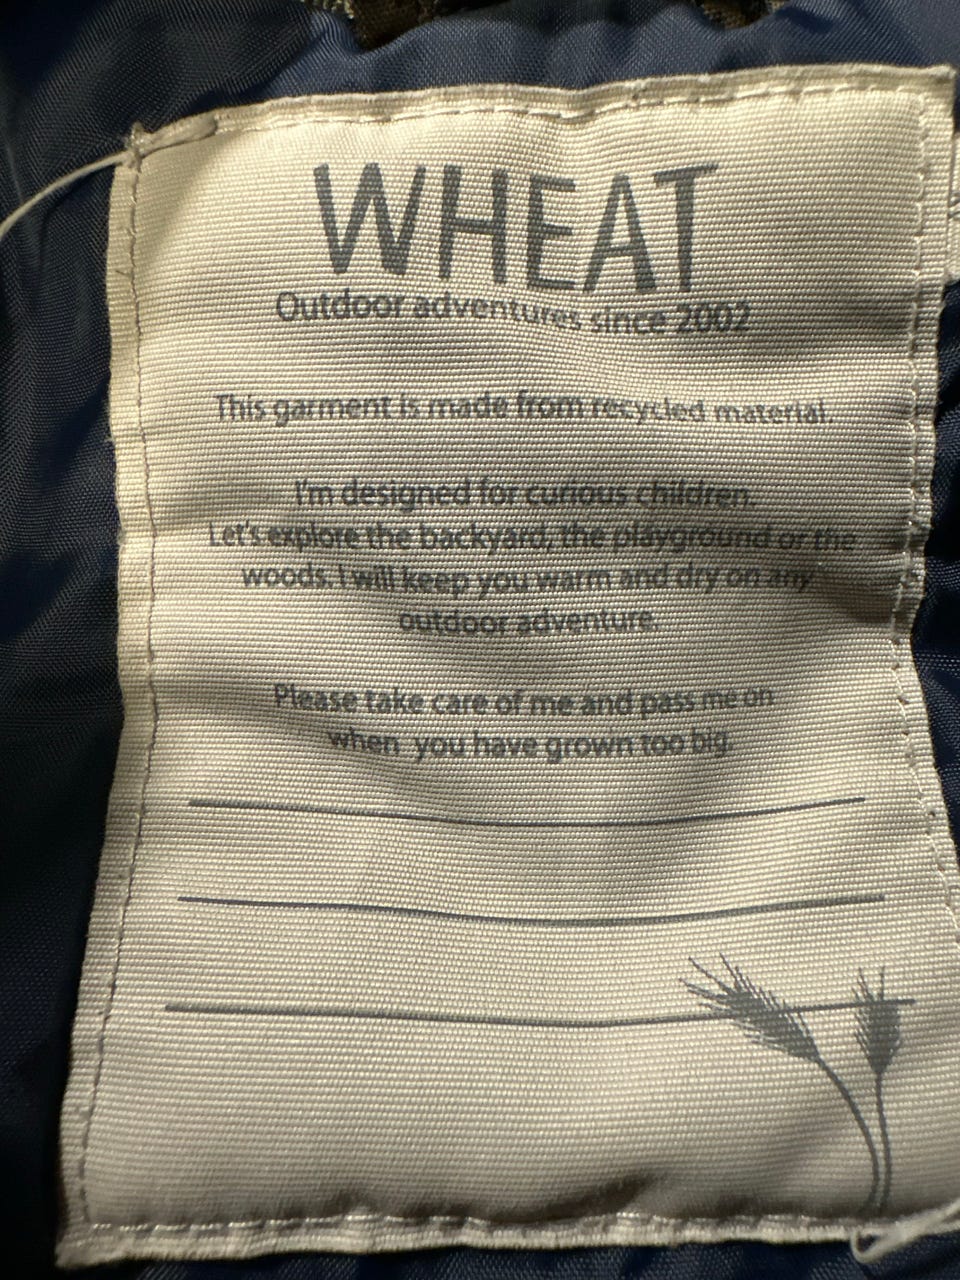 WHEAT
Outdoor adventures since 2002
This garment is made from recycled material.
I'm designed for curious children.
Let's explore the backyard, the playground or the
woods. I will keep you warm and dry on any
outdoor adventure.
Please take care of me and pass me on
when you have grown too big.